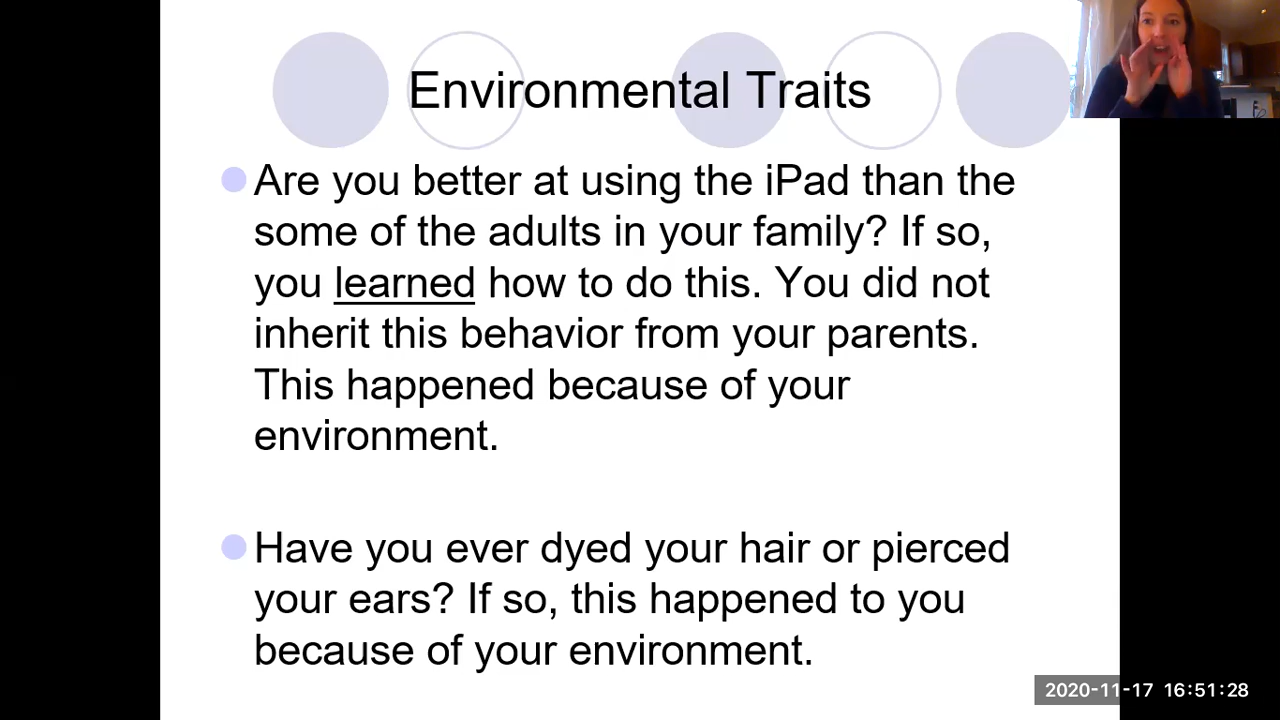 Environmental Traits
Are you better at using the iPad than the
some of the adults in your family? If so,
you learned how to do this. You did not
inherit this behavior from your parents.
This happened because of your
environment.
Have you ever dyed your hair or pierced
your ears? If so, this happened to you
because of your environment.
2020-11-17 16:51:28